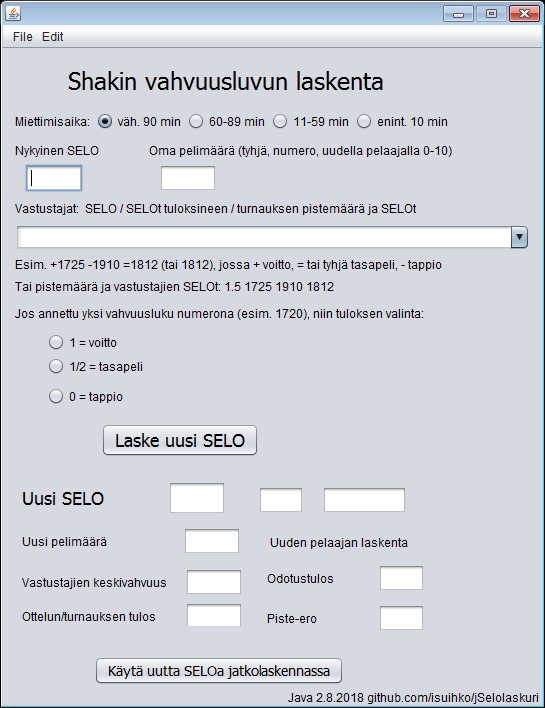 File Edit
Shakin vahvuusluvun laskenta
Miettimisaika: väh. 90 min 60-89 min 11-59 min enint. 10 min
Nykyinen SELO Oma pelimäärä (tyhjä, numero, uudella pelaajalla 0-10)
Vastustajat: SELO / SELOt tuloksineen / turnauksen pistemäärä ja SELOt
Esim. +1725 -1910 =1812 (tai 1812), jossa + voitto, = tai tyhjä tasapeli, - tappio
Tai pistemäärä ja vastustajien SELOt: 1.5 1725 1910 1812
Jos annettu yksi vahvuusluku numerona (esim. 1720), niin tuloksen valinta:
1 = voitto
1/2 = tasapeli
0 = tappio
Laske uusi SELO
Uusi SELO
Uusi pelimäärä Uuden pelaajan laskenta
Vastustajien keskivahvuus Odotustulos
Ottelun/turnauksen tulos Piste-ero
Käytä uutta SELOa jatkolaskennassa
Java 2.8.2018 github.com/isuihko/jSelolaskuri